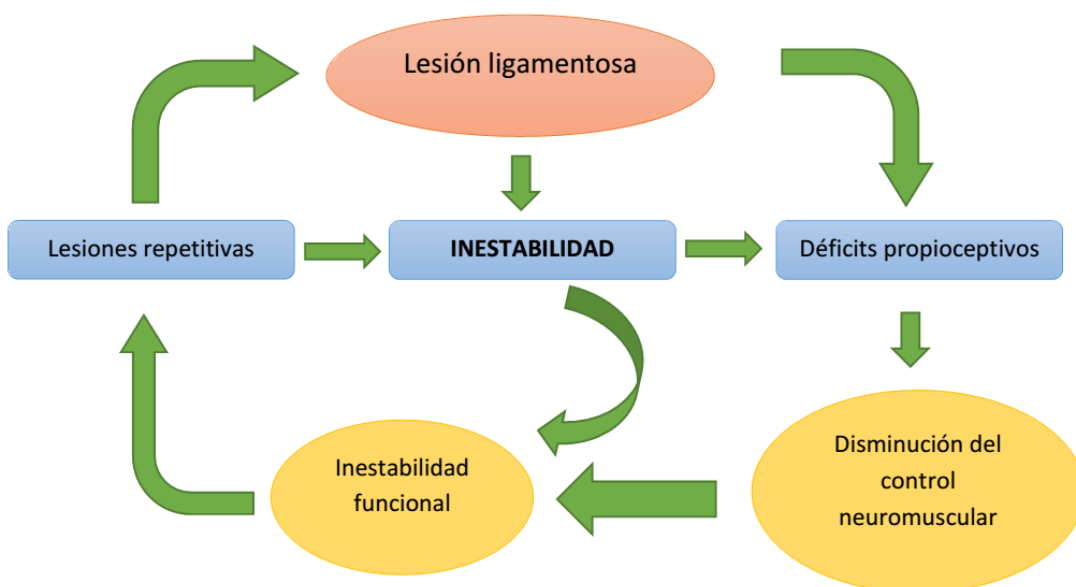 Lesión ligamentosa
Lesiones repetitivas
INESTABILIDAD
Déficits propioceptivos
Inestabilidad
funcional
Disminución del
control
neuromuscular